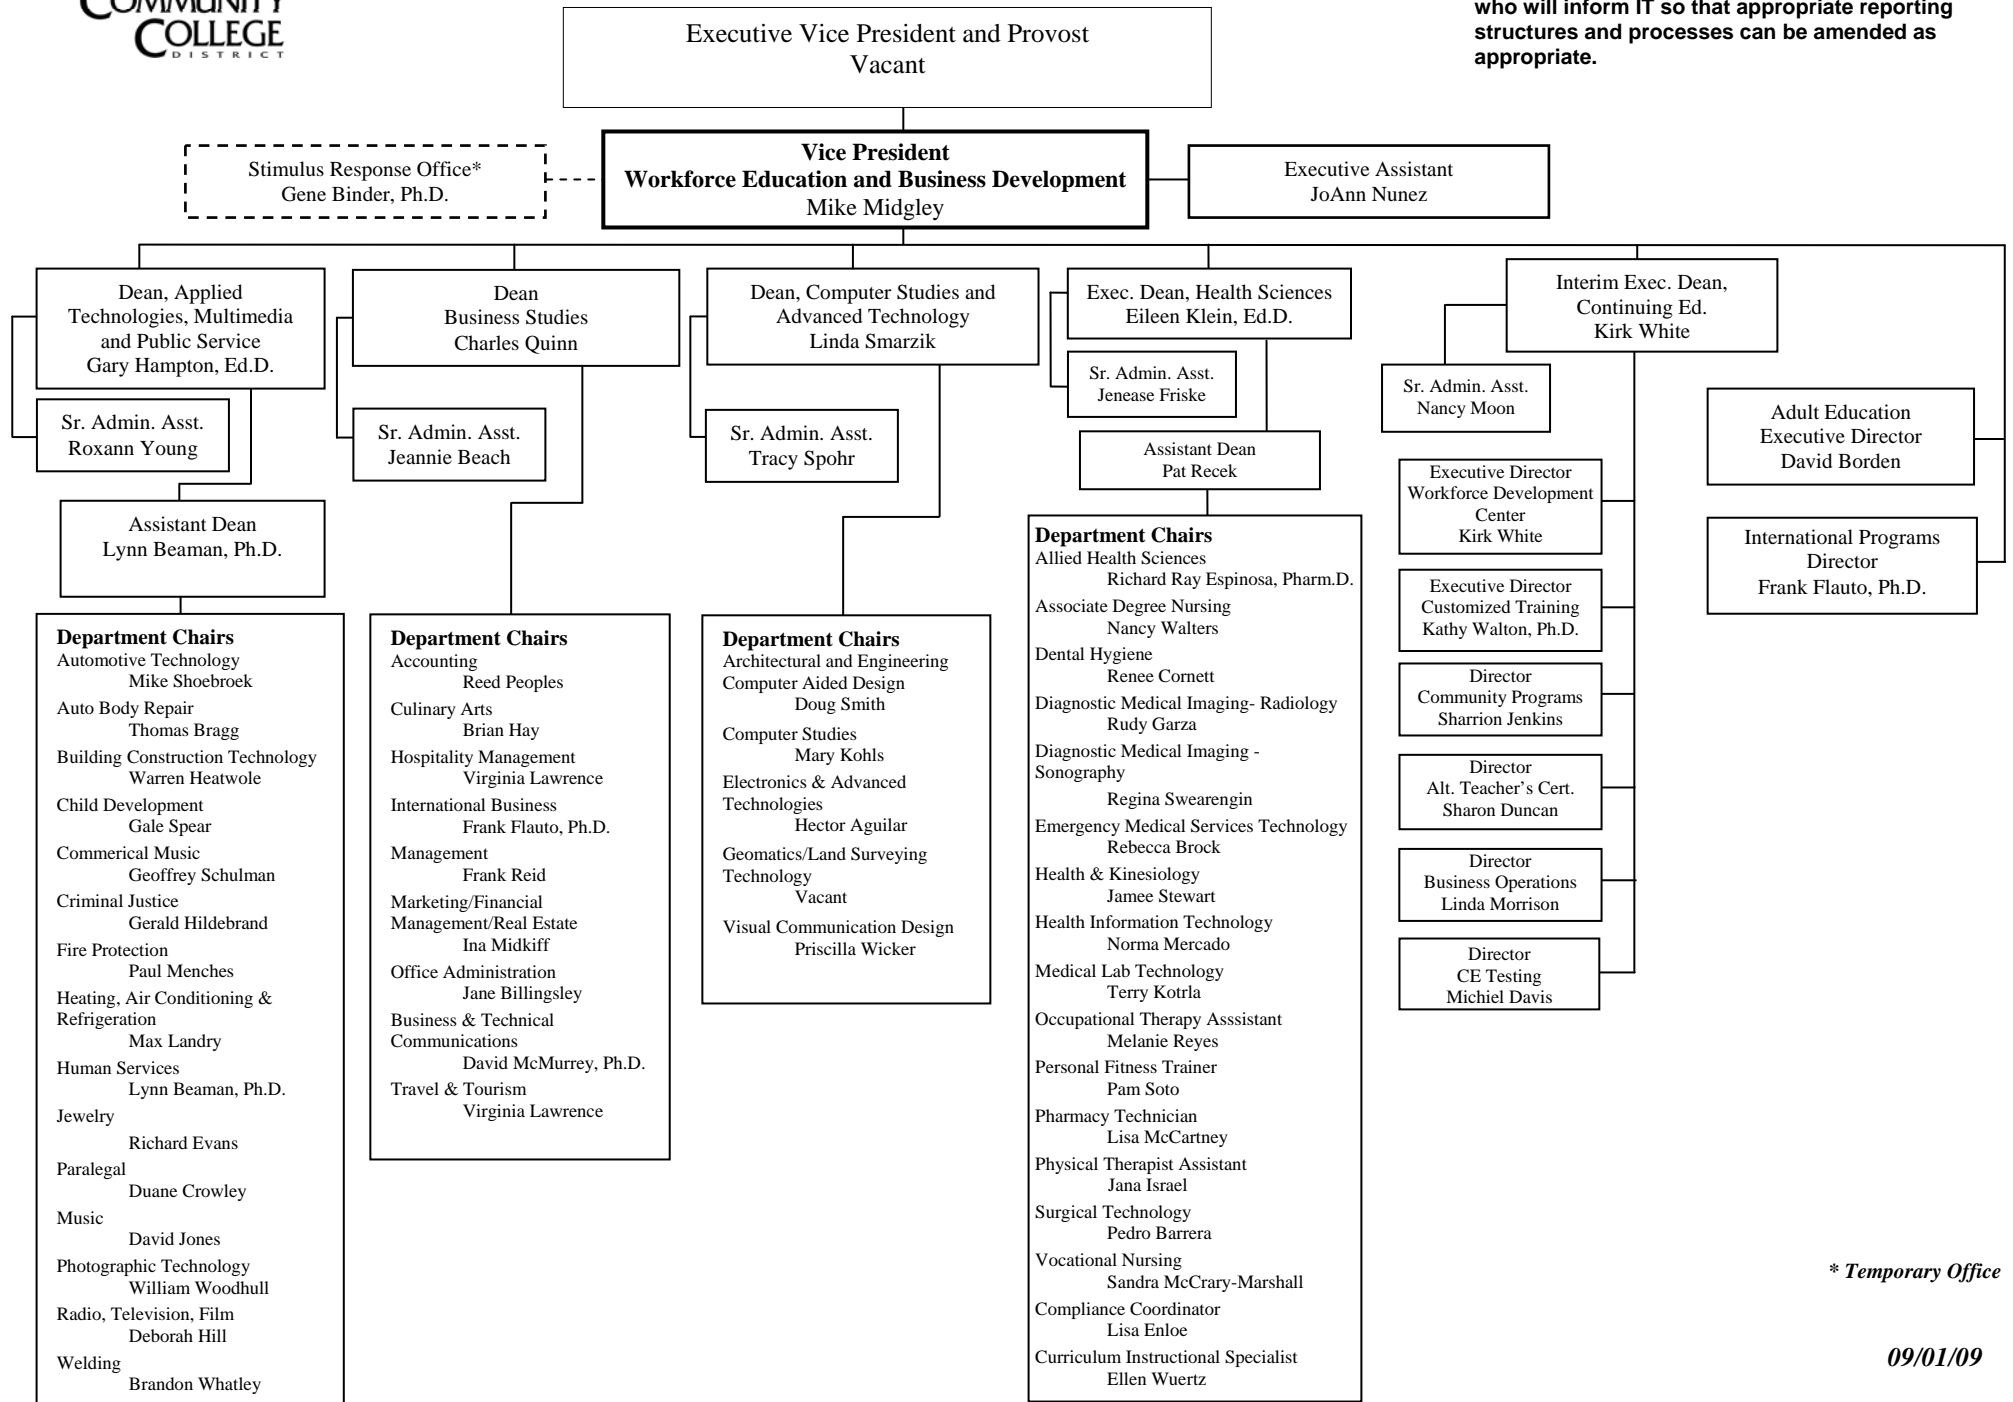 COMMUNITY
COLLEGE
DISTRICT
who will inform IT so that appropriate reporting
structures and processes can be amended as
appropriate.
Executive Vice President and Provost
Vacant
Stimulus Response Office*
Gene Binder, Ph.D.
Vice President
Workforce Education and Business Development
Mike Midgley
Executive Assistant
JoAnn Nunez
Dean, Applied
Technologies, Multimedia
and Public Service
Gary Hampton, Ed.D.
Sr. Admin. Asst.
Roxann Young
Assistant Dean
Lynn Beaman, Ph.D.
Department Chairs
Automotive Technology
Mike Shoebroek
Auto Body Repair
Thomas Bragg
Building Construction Technology
Warren Heatwole
Child Development
Gale Spear
Commerical Music
Geoffrey Schulman
Criminal Justice
Gerald Hildebrand
Fire Protection
Paul Menches
Heating, Air Conditioning &
Refrigeration
Max Landry
Human Services
Lynn Beaman, Ph.D.
Jewelry
Richard Evans
Paralegal
Duane Crowley
Music
David Jones
Photographic Technology
William Woodhull
Radio, Television, Film
Deborah Hill
Welding
Brandon Whatley
Dean
Business Studies
Charles Quinn
Sr. Admin. Asst.
Jeannie Beach
Department Chairs
Accounting
Reed Peoples
Culinary Arts
Brian Hay
Hospitality Management
Virginia Lawrence
International Business
Frank Flauto, Ph.D.
Management
Frank Reid
Marketing/Financial
Management/Real Estate
Ina Midkiff
Office Administration
Jane Billingsley
Business & Technical
Communications
David McMurrey, Ph.D.
Travel & Tourism
Virginia Lawrence
Dean, Computer Studies and
Advanced Technology
Linda Smarzik
Sr. Admin. Asst.
Tracy Spohr
Department Chairs
Architectural and Engineering
Computer Aided Design
Doug Smith
Computer Studies
Mary Kohls
Electronics & Advanced
Technologies
Hector Aguilar
Geomatics/Land Surveying
Technology
Vacant
Visual Communication Design
Priscilla Wicker
Exec. Dean, Health Sciences
Eileen Klein, Ed.D.
Sr. Admin. Asst.
Jenease Friske
Assistant Dean
Pat Recek
Department Chairs
Allied Health Sciences
Richard Ray Espinosa, Pharm.D.
Associate Degree Nursing
Nancy Walters
Dental Hygiene
Renee Cornett
Diagnostic Medical Imaging- Radiology
Rudy Garza
Diagnostic Medical Imaging -
Sonography
Regina Swearengin
Emergency Medical Services Technology
Rebecca Brock
Health & Kinesiology
Jamee Stewart
Health Information Technology
Norma Mercado
Medical Lab Technology
Terry Kotrla
Occupational Therapy Asssistant
Melanie Reyes
Personal Fitness Trainer
Pam Soto
Pharmacy Technician
Lisa McCartney
Physical Therapist Assistant
Jana Israel
Surgical Technology
Pedro Barrera
Vocational Nursing
Sandra McCrary-Marshall
Compliance Coordinator
Lisa Enloe
Curriculum Instructional Specialist
Ellen Wuertz
Interim Exec. Dean,
Continuing Ed.
Kirk White
Sr. Admin. Asst.
Nancy Moon
Executive Director
Workforce Development
Center
Kirk White
Executive Director
Customized Training
Kathy Walton, Ph.D.
Director
Community Programs
Sharrion Jenkins
Director
Alt. Teacher’s Cert.
Sharon Duncan
Director
Business Operations
Linda Morrison
Director
CE Testing
Michiel Davis
Adult Education
Executive Director
David Borden
International Programs
Director
Frank Flauto, Ph.D.
* Temporary Office
09/01/09